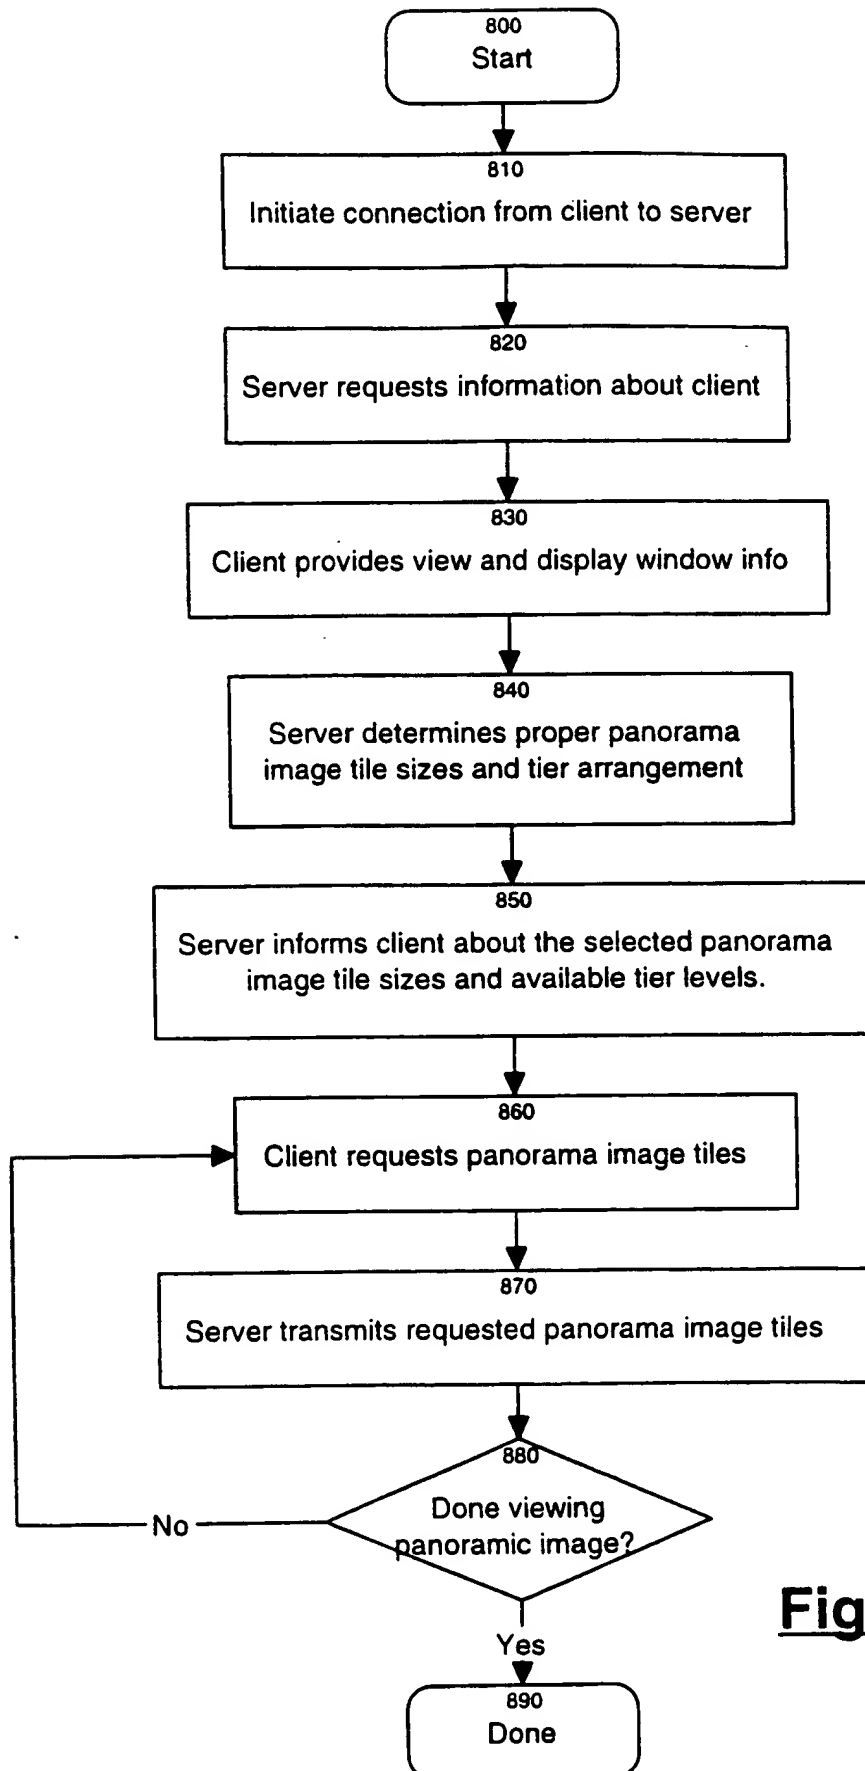 800
Start
810
Initiate connection from client to server
820
Server requests information about client
830
Client provides view and display window info
840
Server determines proper panorama
image tile sizes and tier arrangement
850
Server informs client about the selected panorama
image tile sizes and available tier levels.
860
Client requests panorama image tiles
870
Server transmits requested panorama image tiles
880
Done viewing
panoramic image?
No
Fig
Yes
890
Done